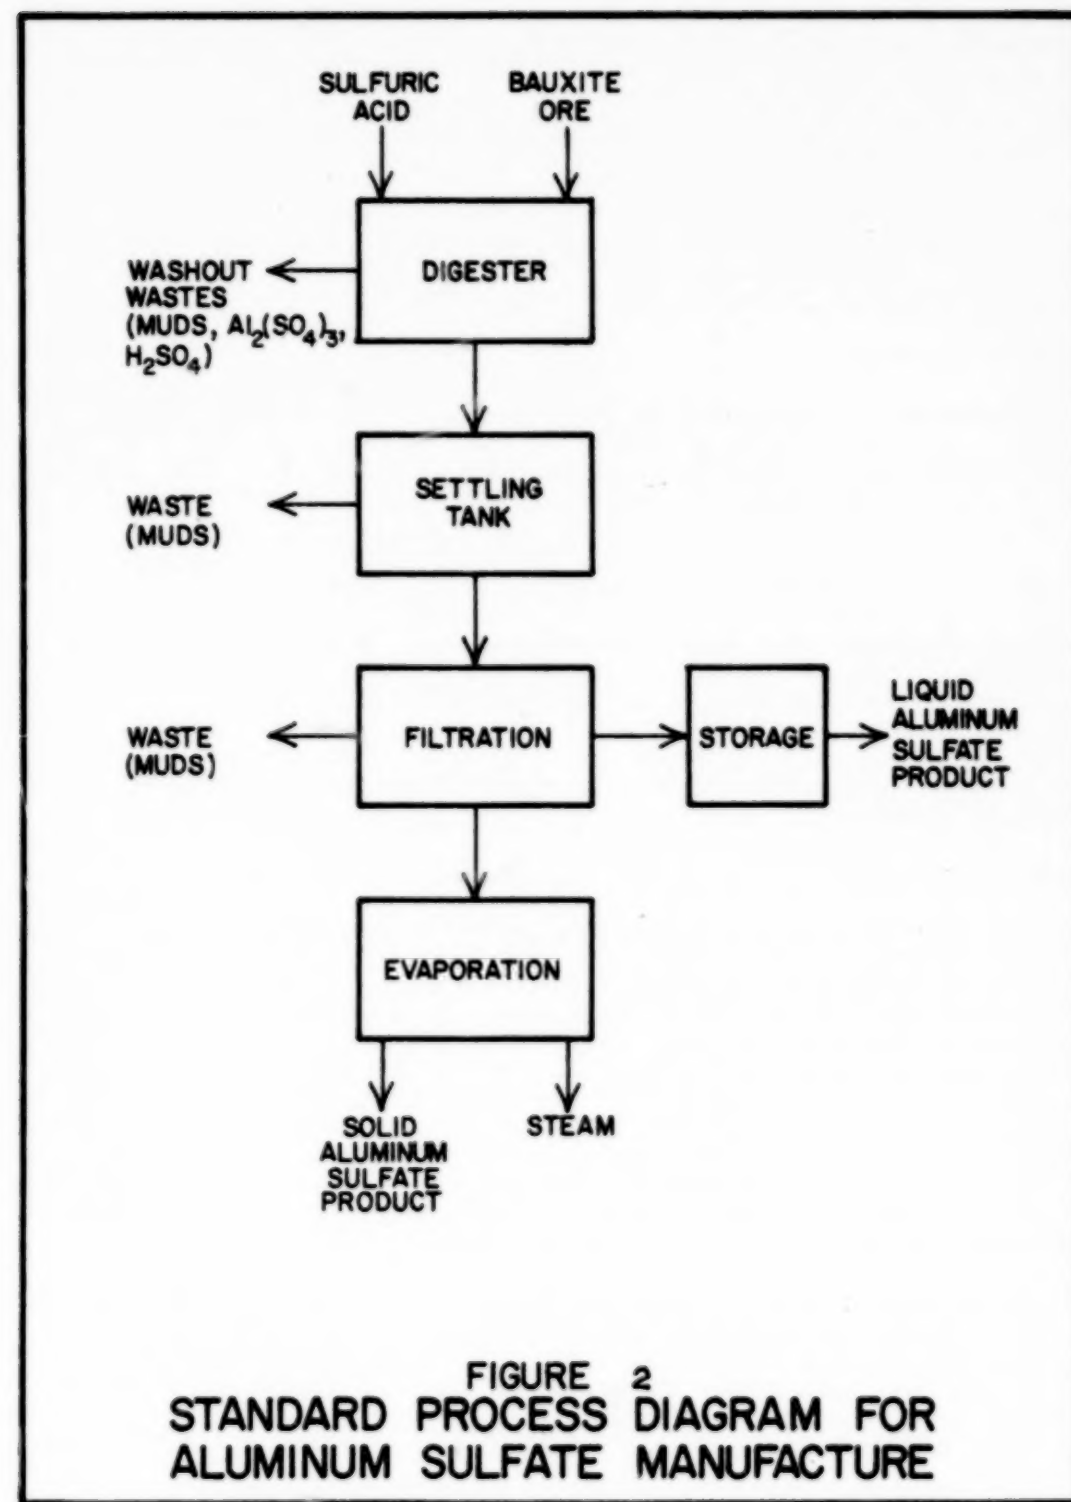 SULFURIC
ACID
BAUXITE
ORE
DIGESTER
WASHOUT
WASTES
(MUDS, Al₂(SO₄)₃,
H₂SO₄)
SETTLING
TANK
WASTE
(MUDS)
FILTRATION
WASTE
(MUDS)
STORAGE
LIQUID
ALUMINUM
SULFATE
PRODUCT
EVAPORATION
SOLID
ALUMINUM
SULFATE
PRODUCT
STEAM
FIGURE 2
STANDARD PROCESS DIAGRAM FOR
ALUMINUM SULFATE MANUFACTURE